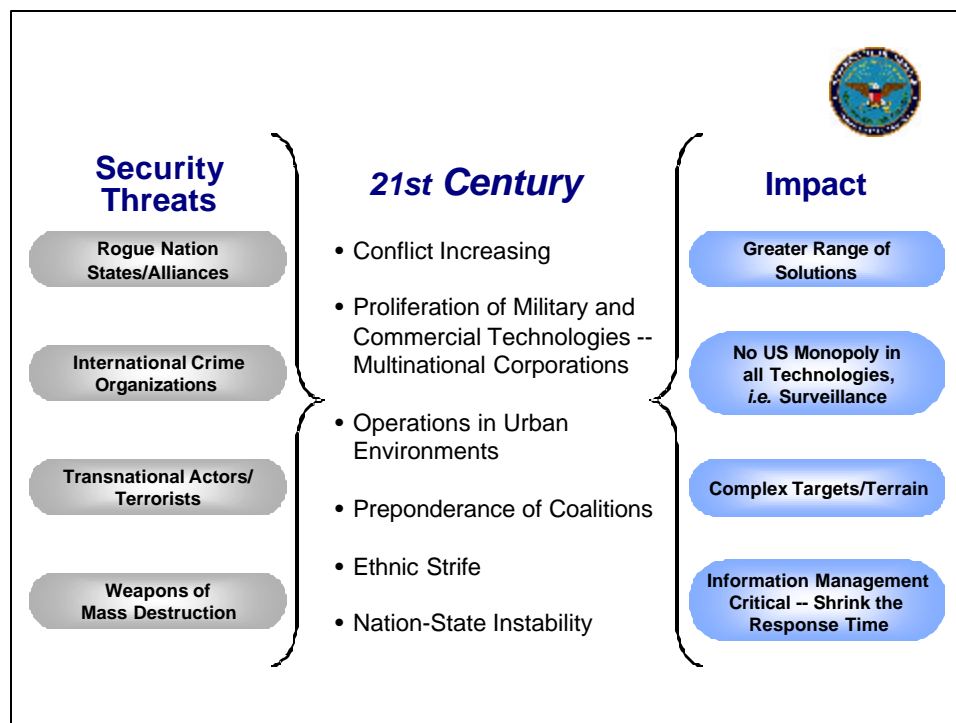 Security
Threats
Rogue Nation
States/Alliances
International Crime
Organizations
Transnational Actors/
Terrorists
Weapons of
Mass Destruction
21st Century
• Conflict Increasing
• Proliferation of Military and
Commercial Technologies --
Multinational Corporations
• Operations in Urban
Environments
• Preponderance of Coalitions
• Ethnic Strife
• Nation-State Instability
Impact
Greater Range of
Solutions
No US Monopoly in
all Technologies,
i.e. Surveillance
Complex Targets/Terrain
Information Management
Critical -- Shrink the
Response Time